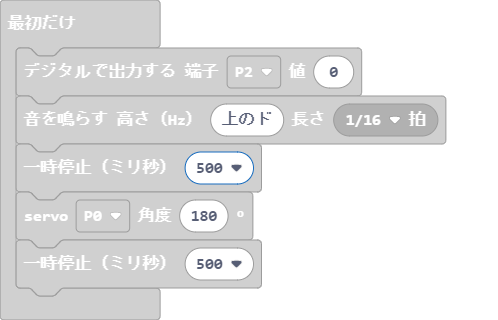 最初だけ
デジタルで出力する 端子 P2 値 0
音を鳴らす 高さ（Hz） 上のド 長さ 1/16 拍
一時停止（ミリ秒） 500
servo P0 角度 180 °
一時停止（ミリ秒） 500